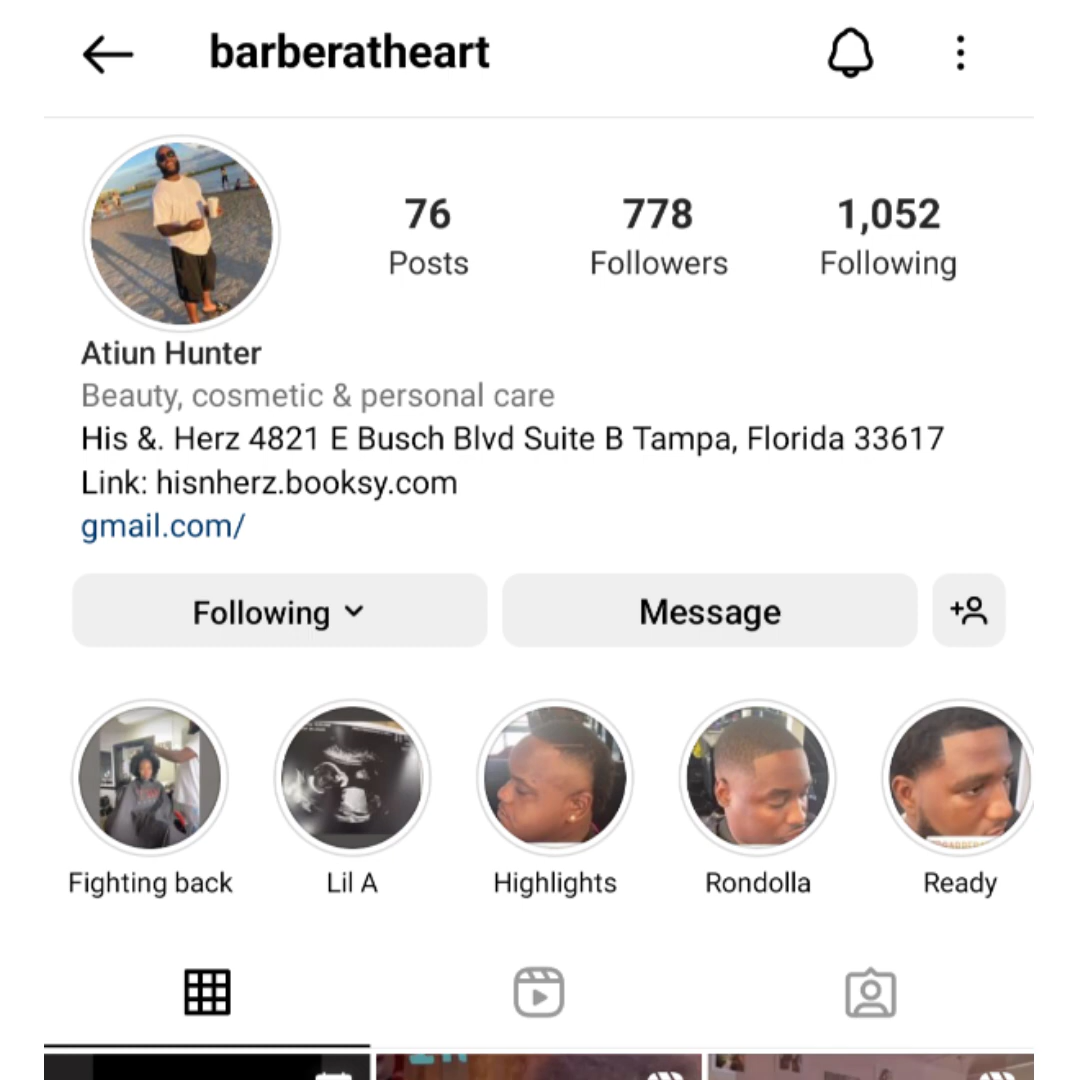 barberatheart
76 778 1,052
Posts Followers Following
Atiun Hunter
Beauty, cosmetic & personal care
His &. Herz 4821 E Busch Blvd Suite B Tampa, Florida 33617
Link: hisnherz.booksy.com
gmail.com/
Following Message
Fighting back Lil A Highlights Rondolla Ready